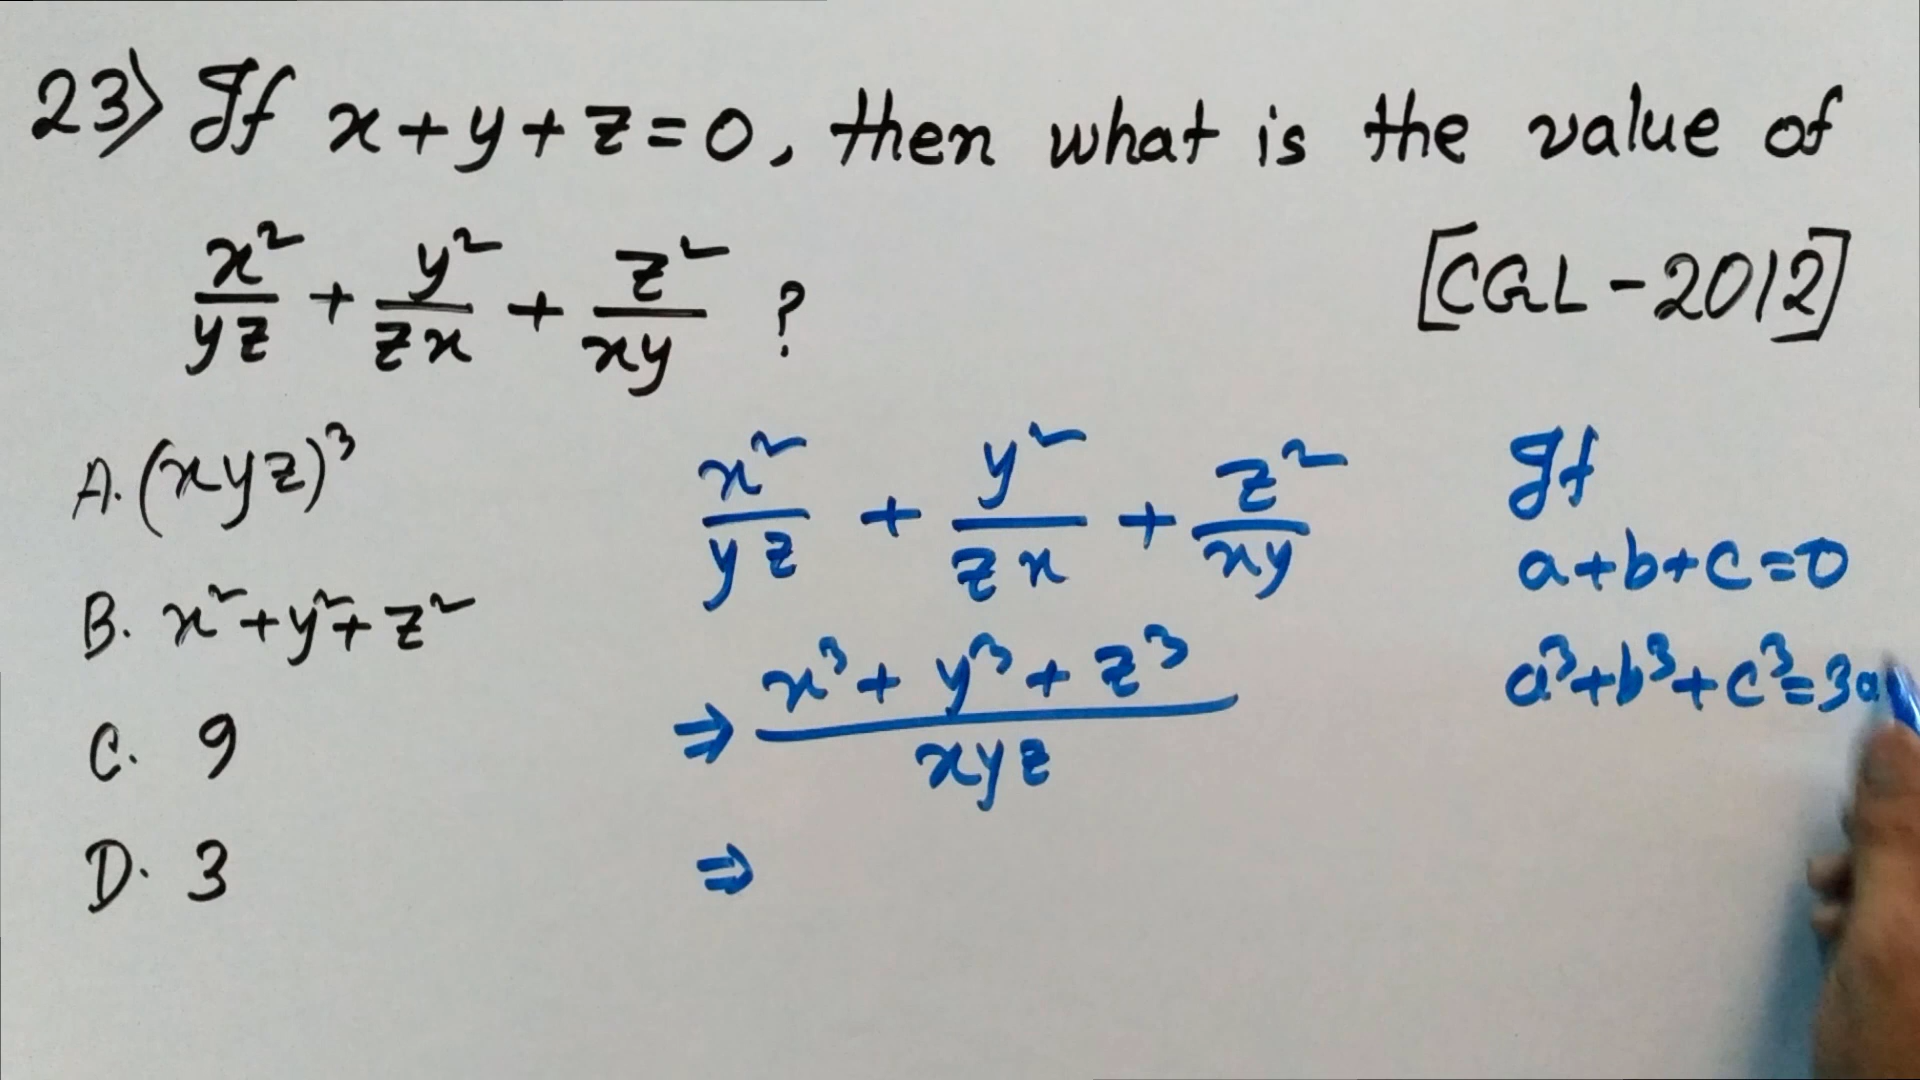 23) If x+y+z=0, then what is the value of
x²/yz + y²/zx + z²/xy ?
[CGL-2012]
A. (xyz)³
B. x²+y²+z²
C. 9
D. 3
x²/yz + y²/zx + z²/xy
⇒ x³+y³+z³/xyz
⇒
If
a+b+c=0
a³+b³+c³=3a